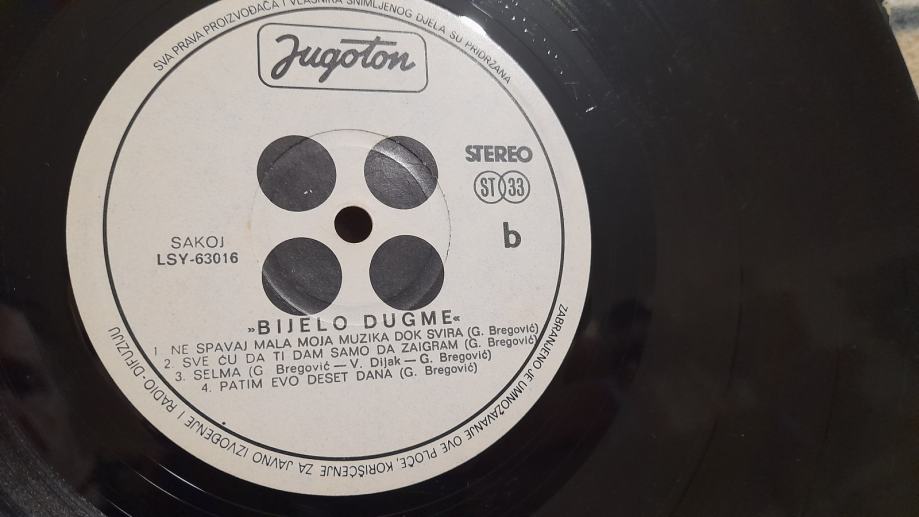 SVA PRAVA PROIZVOĐAČA I VLASNIKA SNIMLJENOG DJELA SU PRIDRŽANA
Jugoton
STEREO
ST 33
b
SAKOJ
LSY-63016
»BIJELO DUGME«
1 NE SPAVAJ MALA MOJA MUZIKA DOK SVIRA (G. Bregović)
2. SVE ĆU DA TI DAM SAMO DA ZAIGRAM (G. Bregović)
3. SELMA (G Bregović — V. Dijak — G. Bregović)
4. PATIM EVO DESET DANA (G. Bregović)
ZABRANJENO JE UMNOŽAVANJE OVE PLOČE, KORIŠĆENJE ZA JAVNO IZVOĐENJE I RADIO-DIFUZIJU